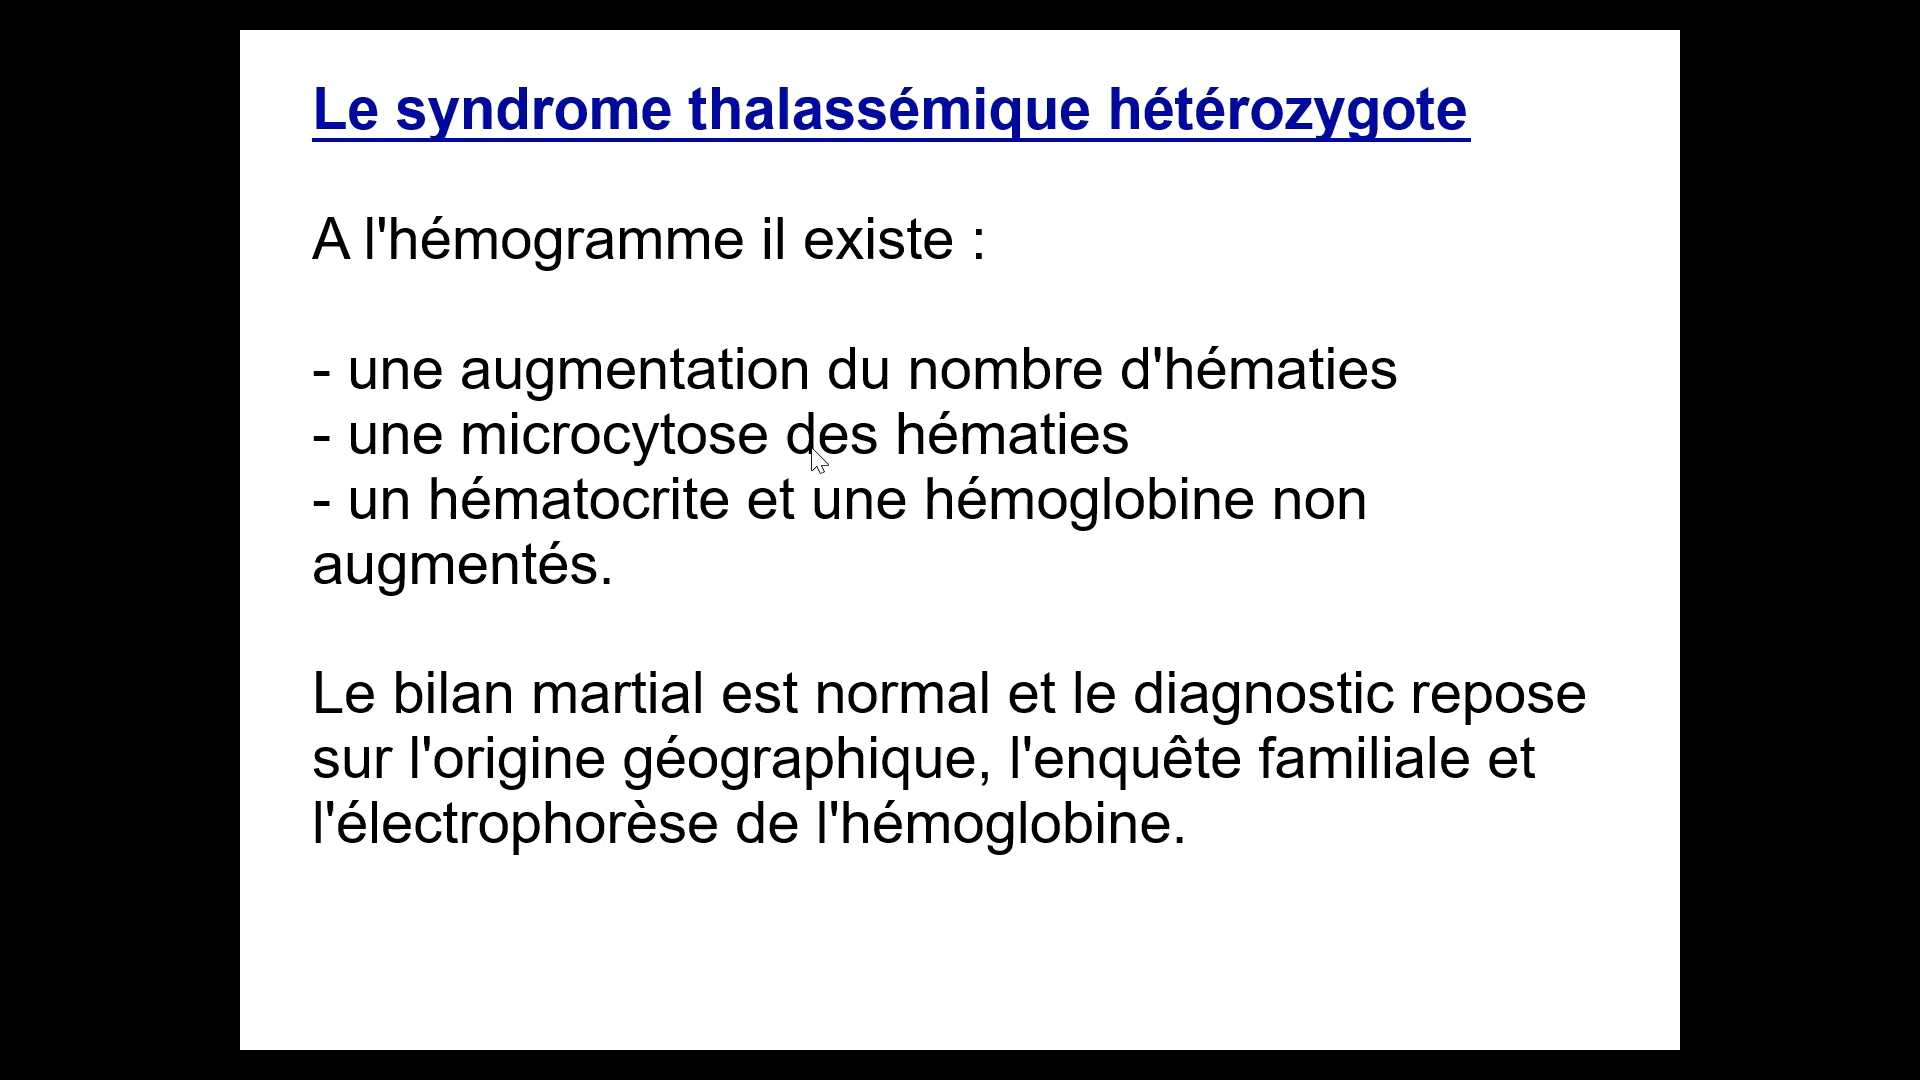 Le syndrome thalassémique hétérozygote
A l'hémogramme il existe :
- une augmentation du nombre d'hématies
- une microcytose des hématies
- un hématocrite et une hémoglobine non
augmentés.
Le bilan martial est normal et le diagnostic repose
sur l'origine géographique, l'enquête familiale et
l'électrophorèse de l'hémoglobine.